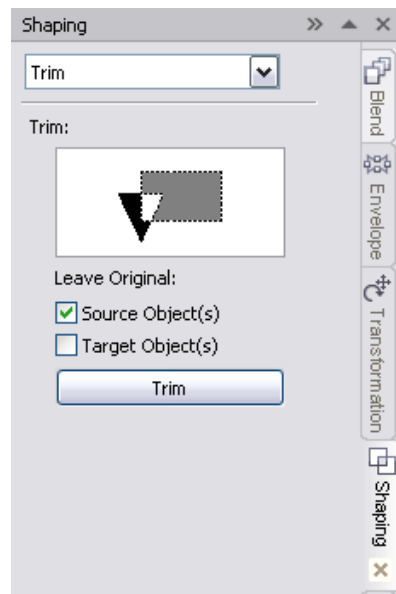 Shaping
Trim
Trim:
Leave Original:
Source Object(s)
Target Object(s)
Trim
Blend
Envelope
Transformation
Shaping